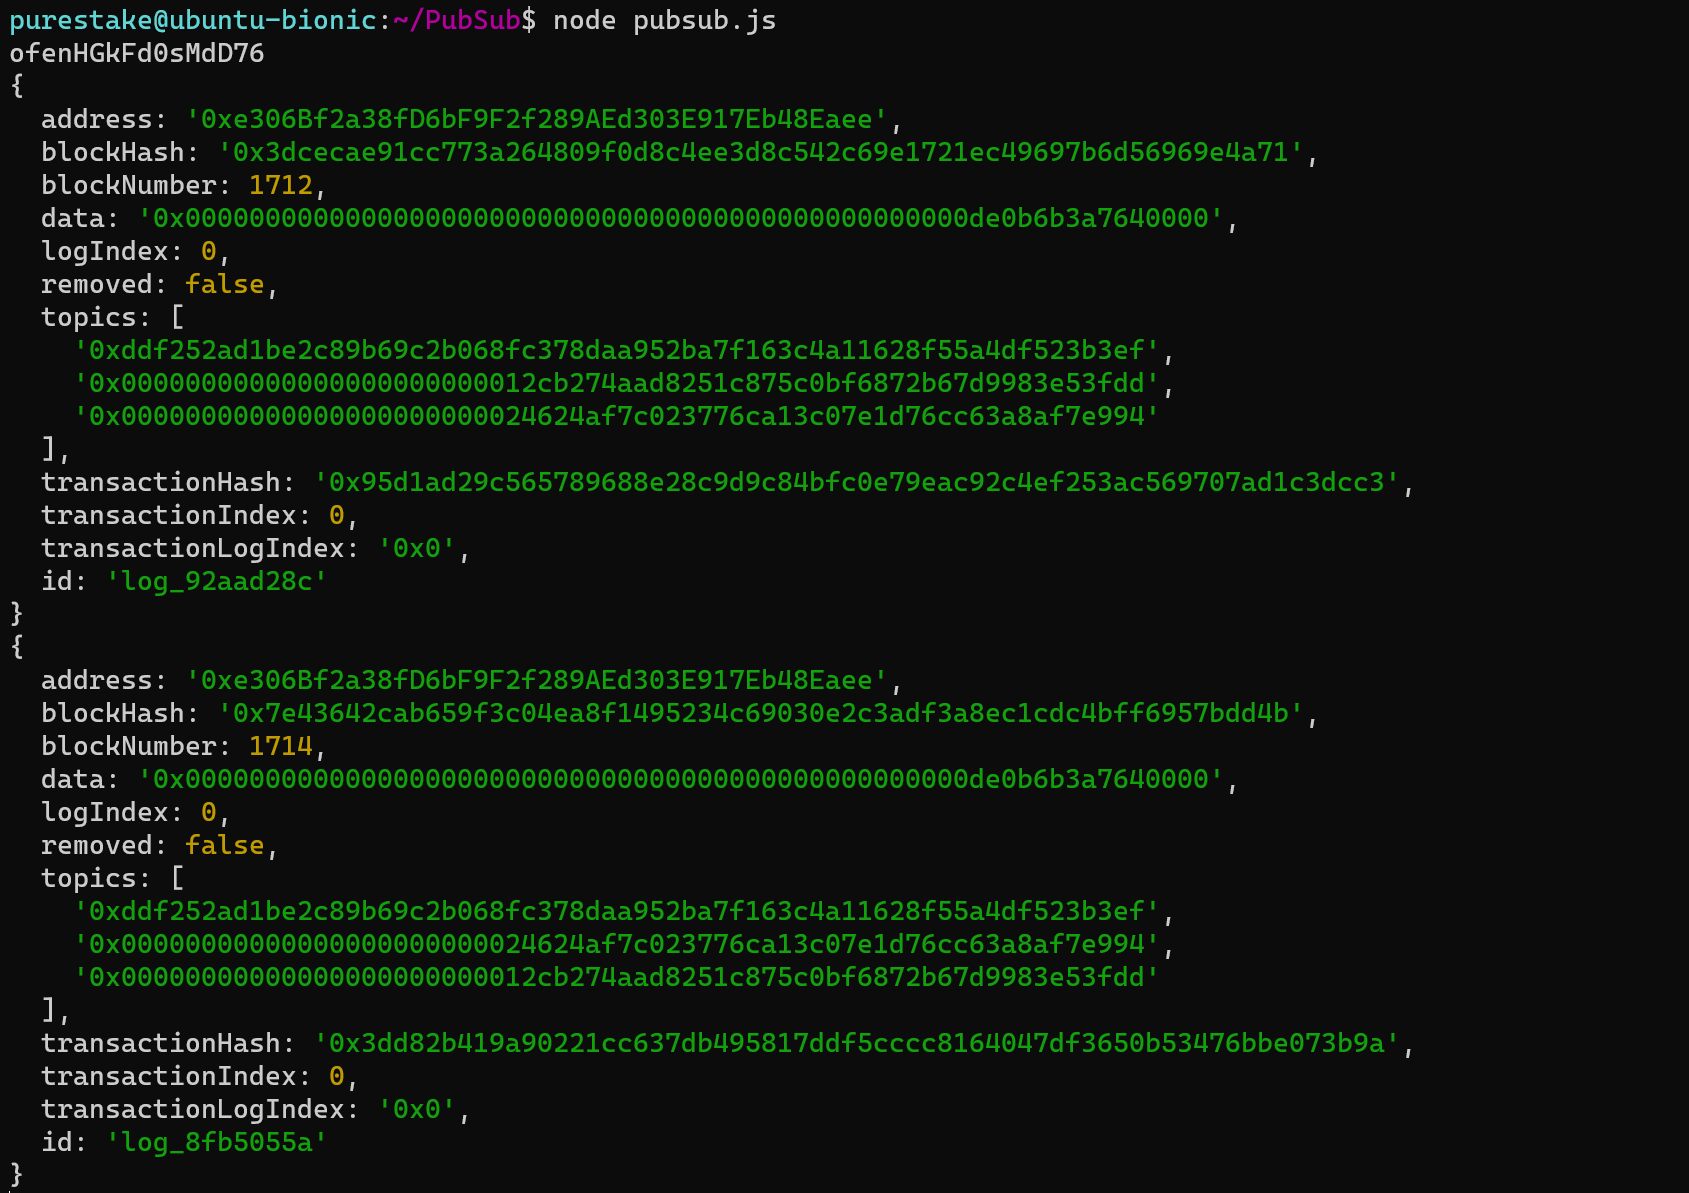 purestake@ubuntu-bionic:~/PubSub$ node pubsub.js
ofenHGkFd0sMdD76
{
  address: '0xe306Bf2a38fD6bF9F2f289AEd303E917Eb48Eaee',
  blockHash: '0x3dcecae91cc773a264809f0d8c4ee3d8c542c69e1721ec49697b6d56969e4a71',
  blockNumber: 1712,
  data: '0x0000000000000000000000000000000000000000000000000de0b6b3a7640000',
  logIndex: 0,
  removed: false,
  topics: [
    '0xddf252ad1be2c89b69c2b068fc378daa952ba7f163c4a11628f55a4df523b3ef',
    '0x00000000000000000000000012cb274aad8251c875c0bf6872b67d9983e53fdd',
    '0x00000000000000000000000024624af7c023776ca13c07e1d76cc63a8af7e994'
  ],
  transactionHash: '0x95d1ad29c565789688e28c9d9c84bfc0e79eac92c4ef253ac569707ad1c3dcc3',
  transactionIndex: 0,
  transactionLogIndex: '0x0',
  id: 'log_92aad28c'
}
{
  address: '0xe306Bf2a38fD6bF9F2f289AEd303E917Eb48Eaee',
  blockHash: '0x7e43642cab659f3c04ea8f1495234c69030e2c3adf3a8ec1cdc4bff6957bdd4b',
  blockNumber: 1714,
  data: '0x0000000000000000000000000000000000000000000000000de0b6b3a7640000',
  logIndex: 0,
  removed: false,
  topics: [
    '0xddf252ad1be2c89b69c2b068fc378daa952ba7f163c4a11628f55a4df523b3ef',
    '0x00000000000000000000000024624af7c023776ca13c07e1d76cc63a8af7e994',
    '0x00000000000000000000000012cb274aad8251c875c0bf6872b67d9983e53fdd'
  ],
  transactionHash: '0x3dd82b419a90221cc637db495817ddf5cccc8164047df3650b53476bbe073b9a',
  transactionIndex: 0,
  transactionLogIndex: '0x0',
  id: 'log_8fb5055a'
}